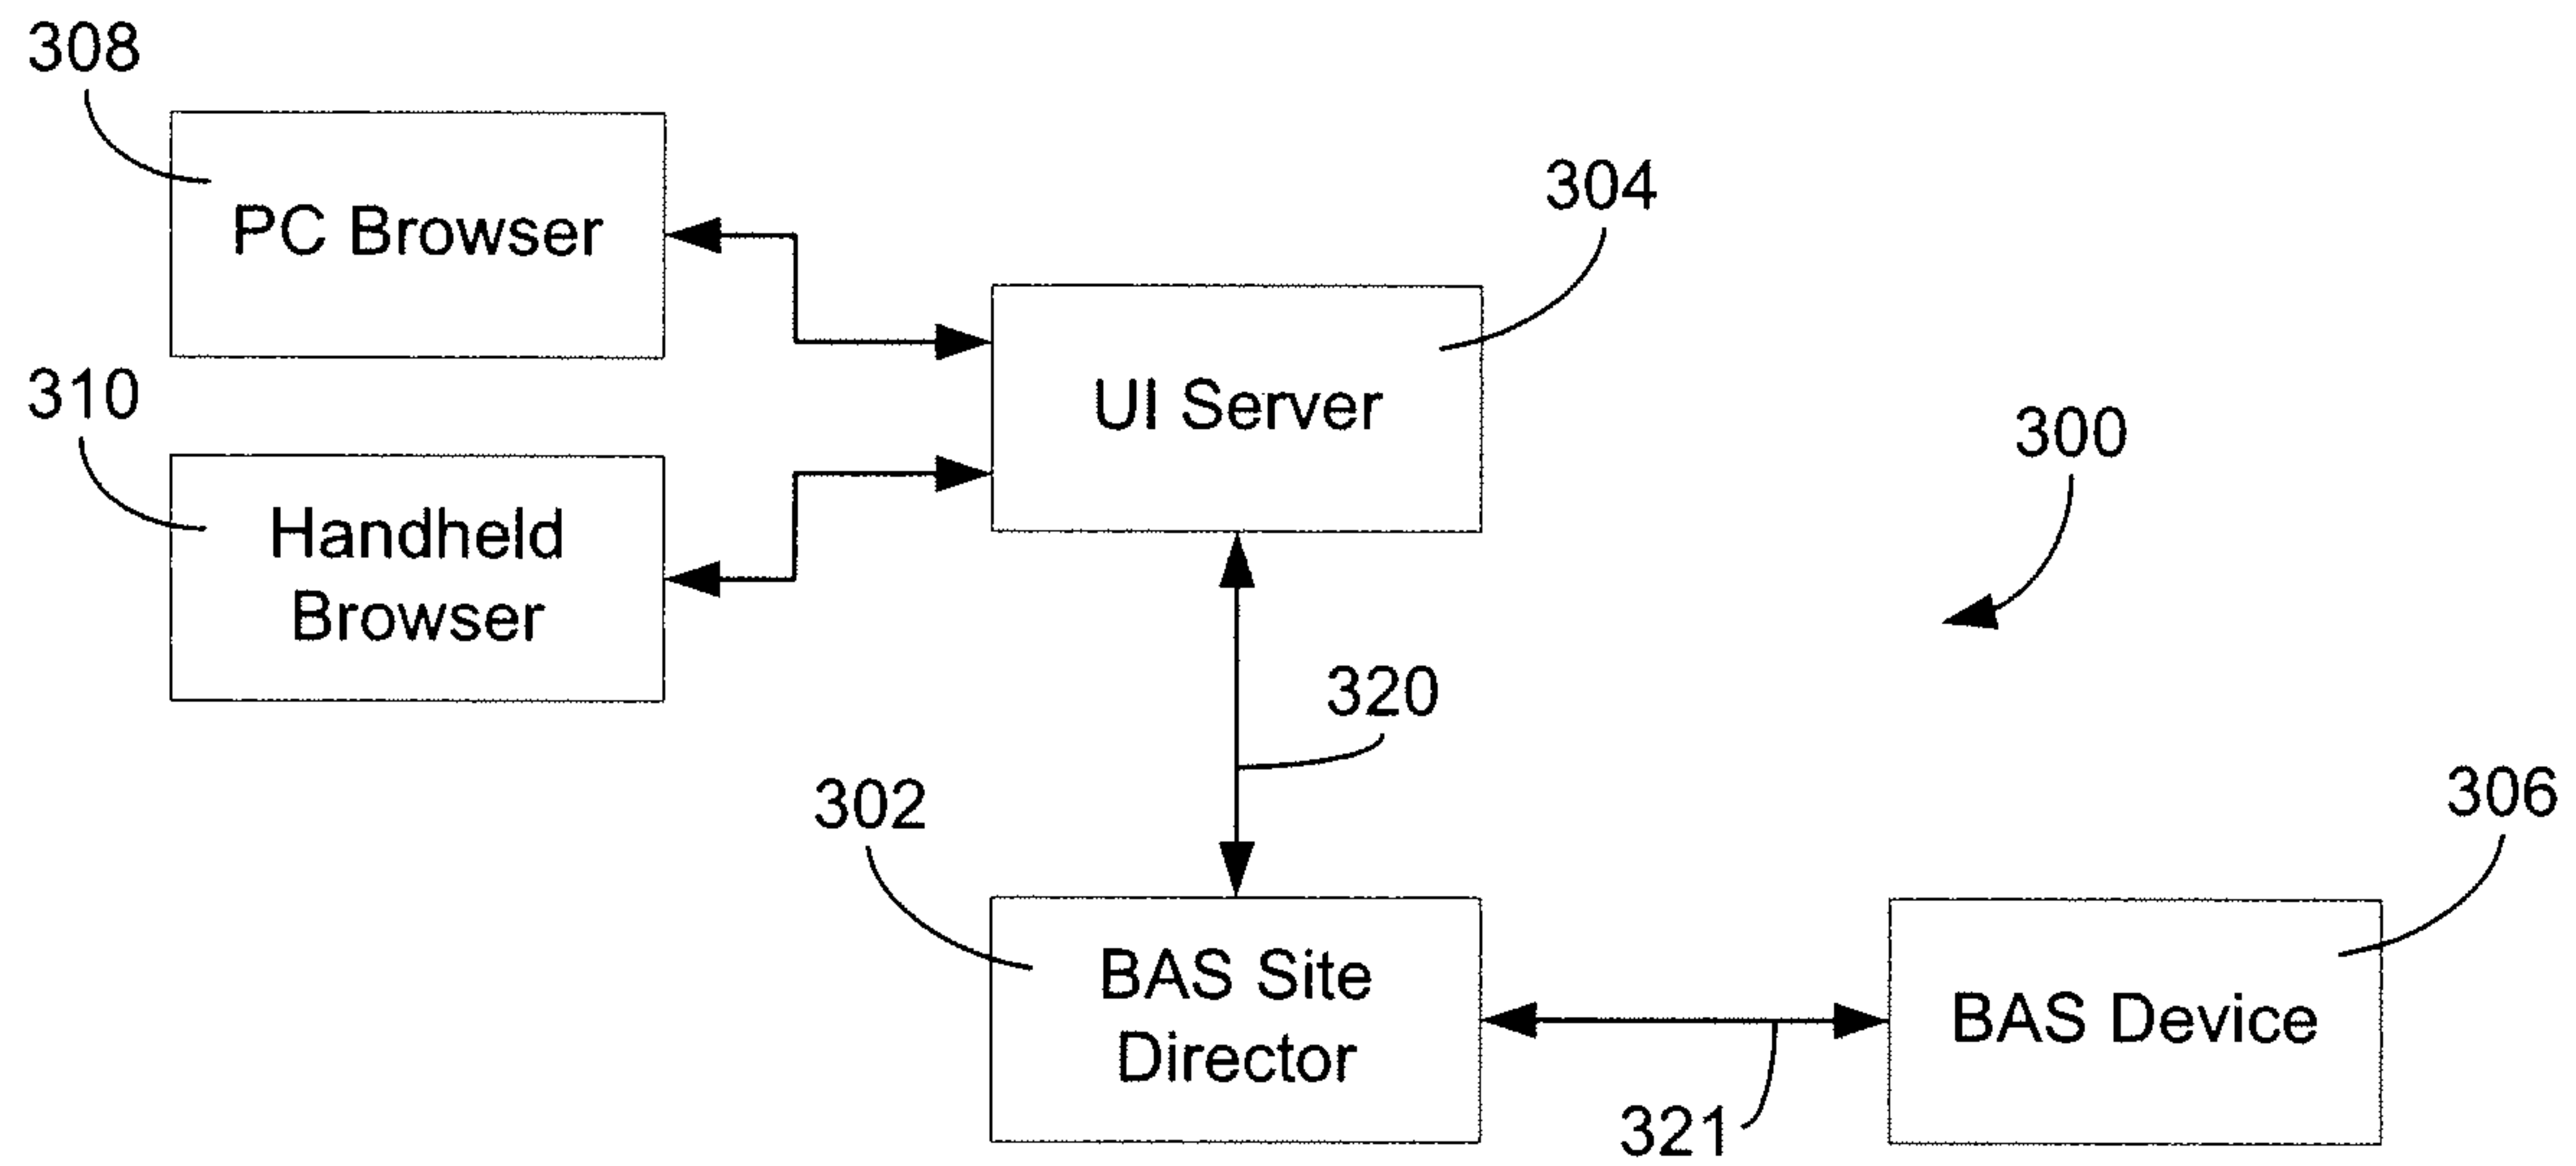 308
PC Browser
304
UI Server
310
Handheld
Browser
300
320
302
306
BAS Site
Director
BAS Device
321